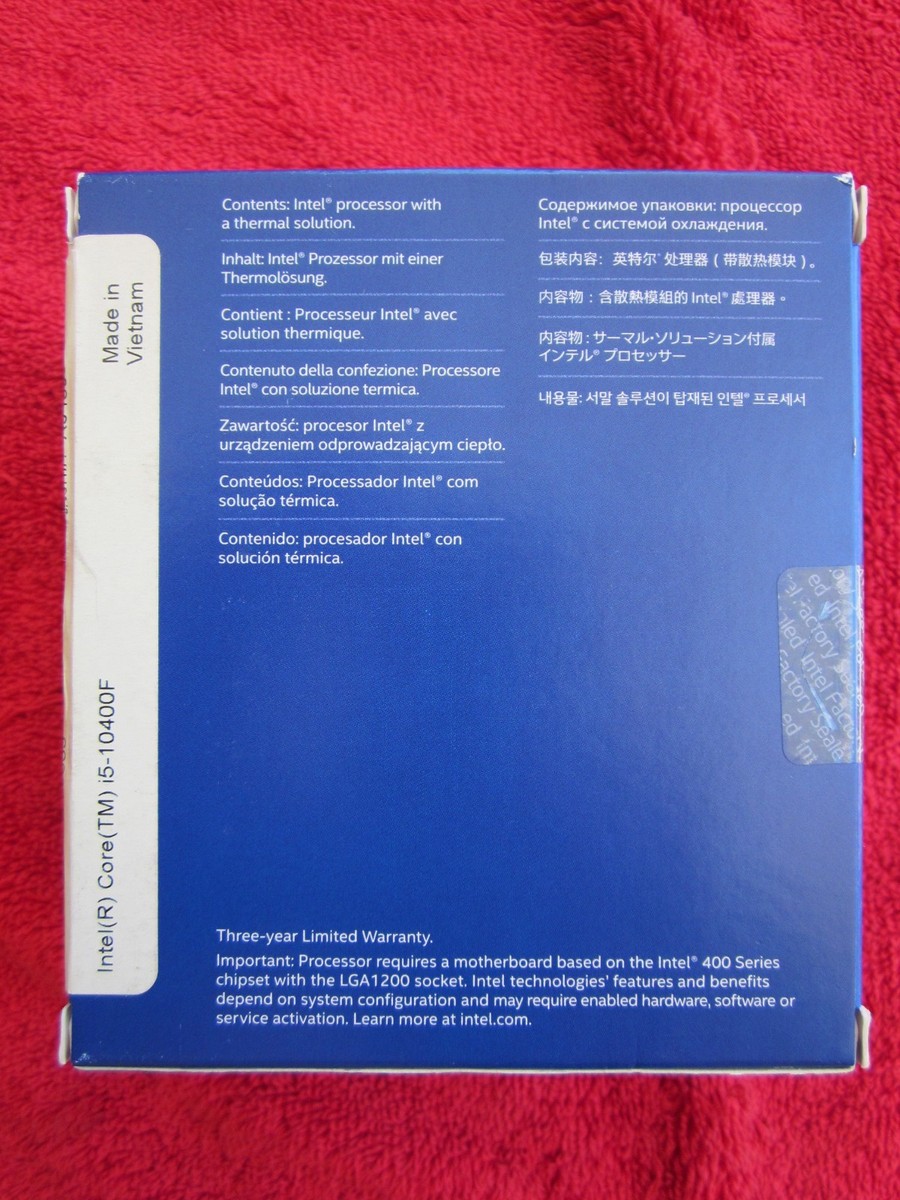 Contents: Intel® processor with
a thermal solution.
Inhalt: Intel® Prozessor mit einer
Thermolösung.
Contient : Processeur Intel® avec
solution thermique.
Contenuto della confezione: Processore
Intel® con soluzione termica.
Zawartość: procesor Intel® z
urządzeniem odprowadzającym ciepło.
Conteúdos: Processador Intel® com
solução térmica.
Contenido: procesador Intel® con
solución térmica.
Содержимое упаковки: процессор
Intel® с системой охлаждения.
包装内容： 英特尔® 处理器 ( 带散热模块 ) 。
內容物：含散熱模組的 Intel® 處理器。
内容物 : サーマル・ソリューション付属
インテル® プロセッサー
내용물: 서말 솔루션이 탑재된 인텔® 프로세서
Made in
Vietnam
Intel(R) Core(TM) i5-10400F
Intel Factory
Factory Seale
Three-year Limited Warranty.
Important: Processor requires a motherboard based on the Intel® 400 Series
chipset with the LGA1200 socket. Intel technologies' features and benefits
depend on system configuration and may require enabled hardware, software or
service activation. Learn more at intel.com.